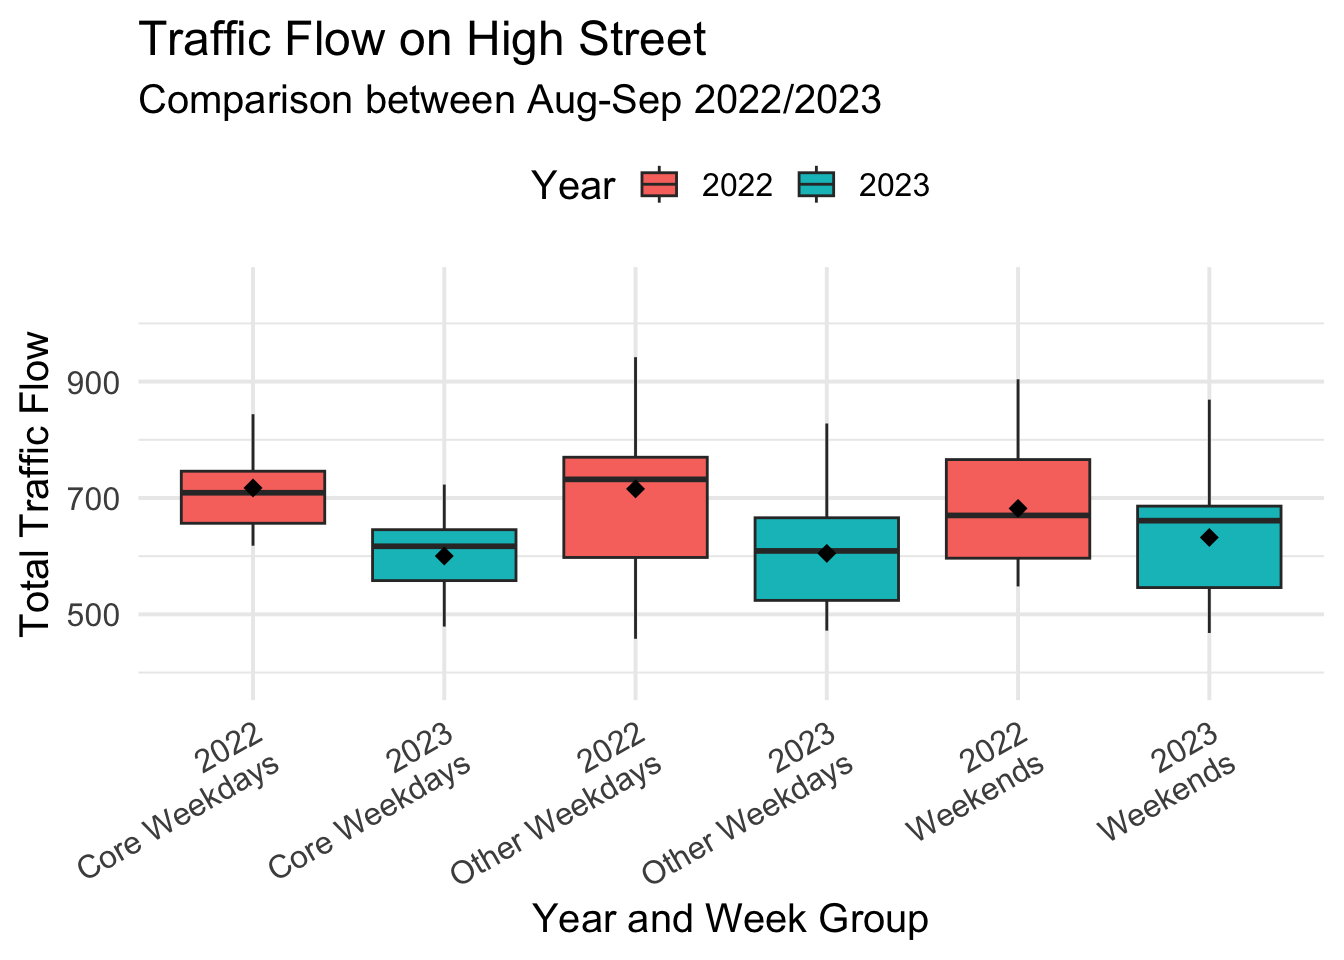 Traffic Flow on High Street
Comparison between Aug-Sep 2022/2023
Year 2022 2023
Total Traffic Flow
900
700
500
2022
Core Weekdays
2023
Core Weekdays
2022
Other Weekdays
2023
Other Weekdays
2022
Weekends
2023
Weekends
Year and Week Group